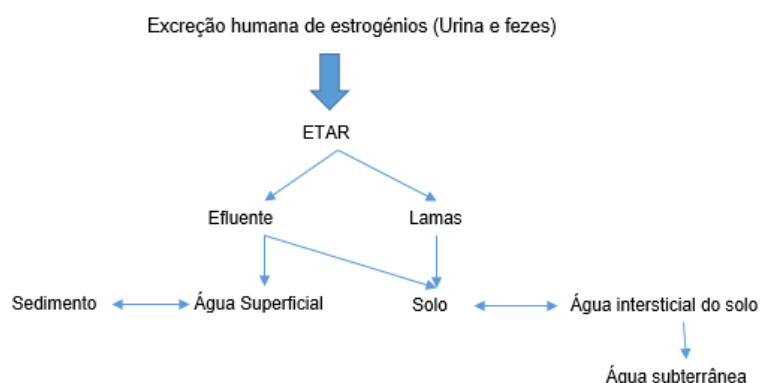 Excreção humana de estrogénios (Urina e fezes)
ETAR
Efluente
Lamas
Sedimento
Água Superficial
Solo
Água intersticial do solo
Água subterrânea